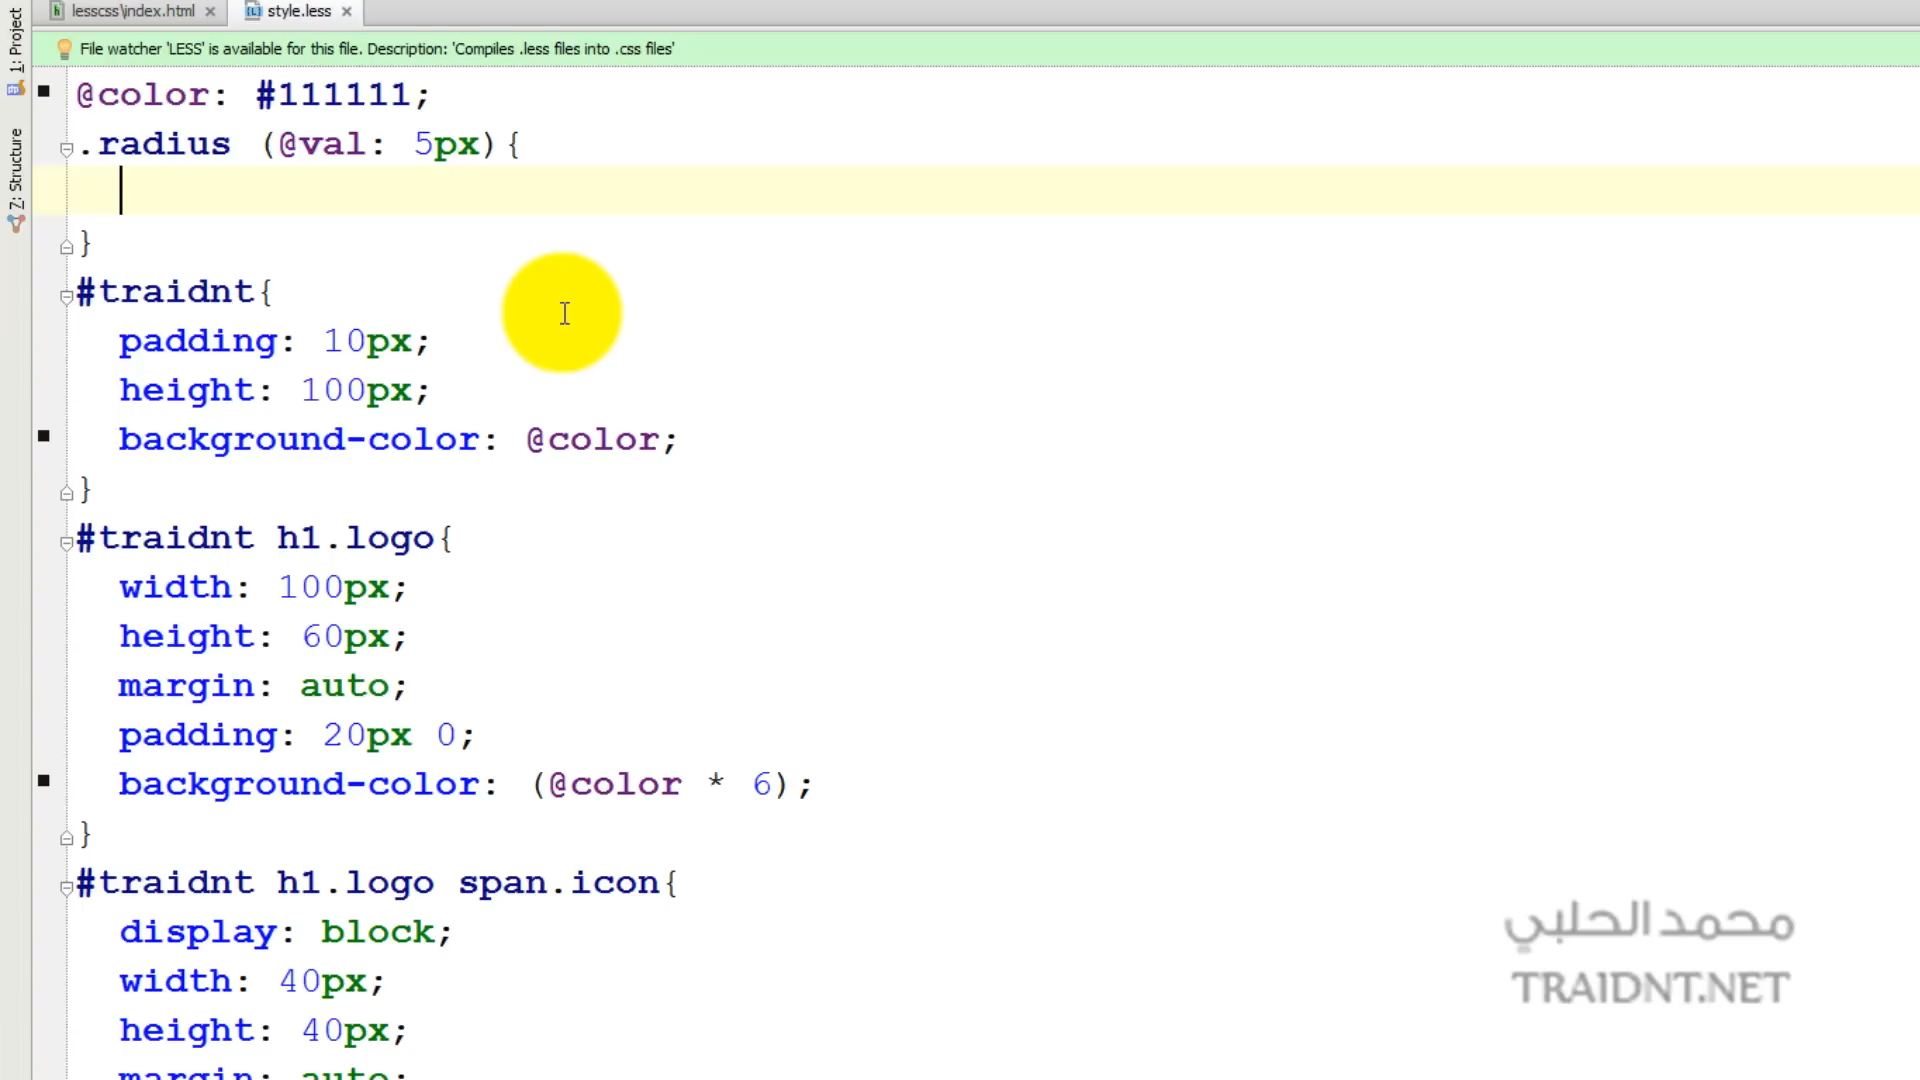 lesscss\index.html
style.less
1: Project
Z: Structure
File watcher 'LESS' is available for this file. Description: 'Compiles .less files into .css files'
@color: #111111;
.radius (@val: 5px){
}
#traidnt{
padding: 10px;
height: 100px;
background-color: @color;
}
#traidnt h1.logo{
width: 100px;
height: 60px;
margin: auto;
padding: 20px 0;
background-color: (@color * 6);
}
#traidnt h1.logo span.icon{
display: block;
width: 40px;
height: 40px;
margin: auto;
محمد الحلبي
TRAIDNT.NET